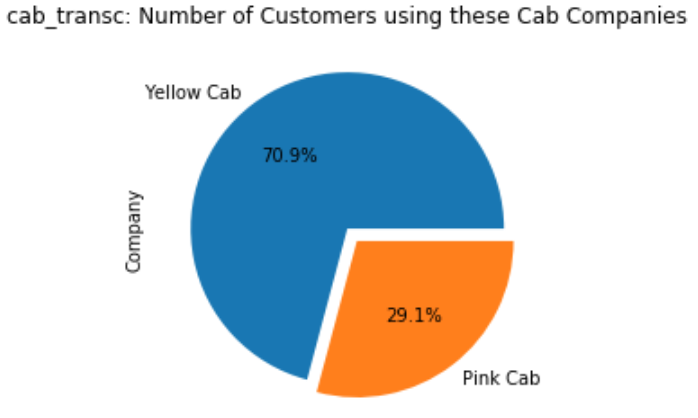 cab_transc: Number of Customers using these Cab Companies
Yellow Cab
70.9%
Company
29.1%
Pink Cab